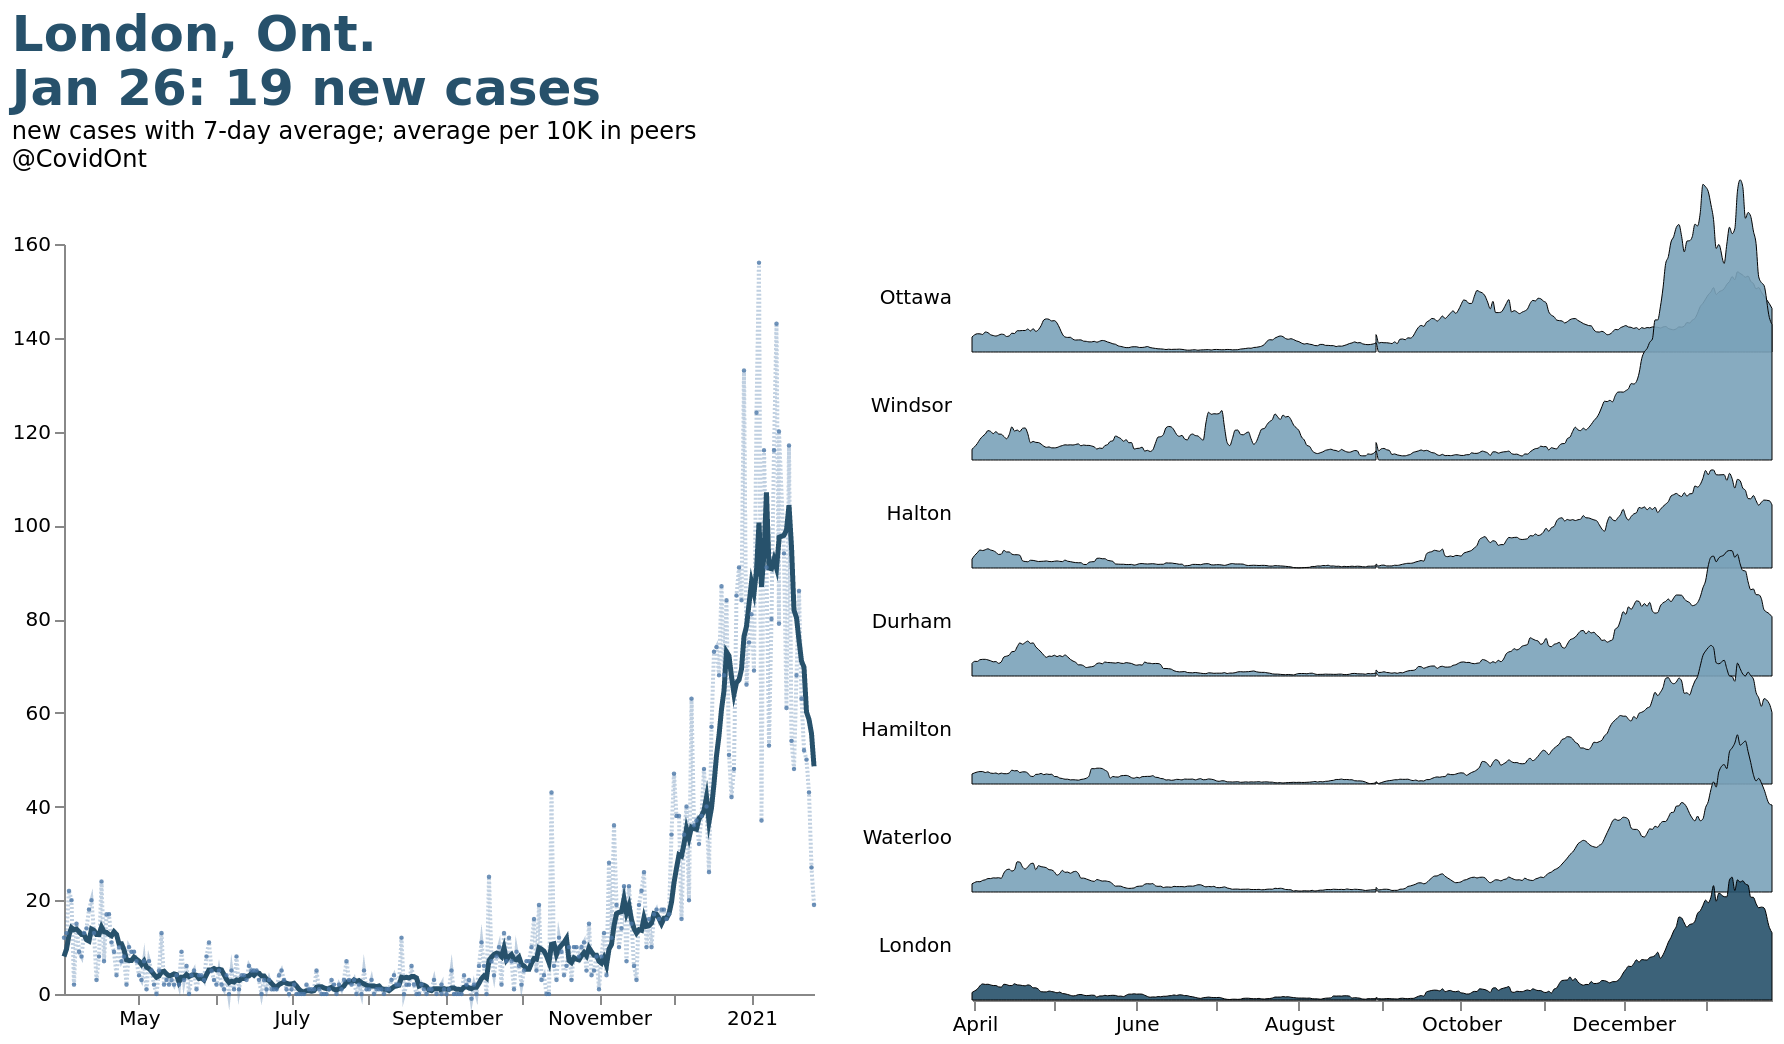 London, Ont.
Jan 26: 19 new cases
new cases with 7-day average; average per 10K in peers
@CovidOnt
160
140
120
100
80
60
40
20
0
May
July
September
November
2021
Ottawa
Windsor
Halton
Durham
Hamilton
Waterloo
London
April
June
August
October
December